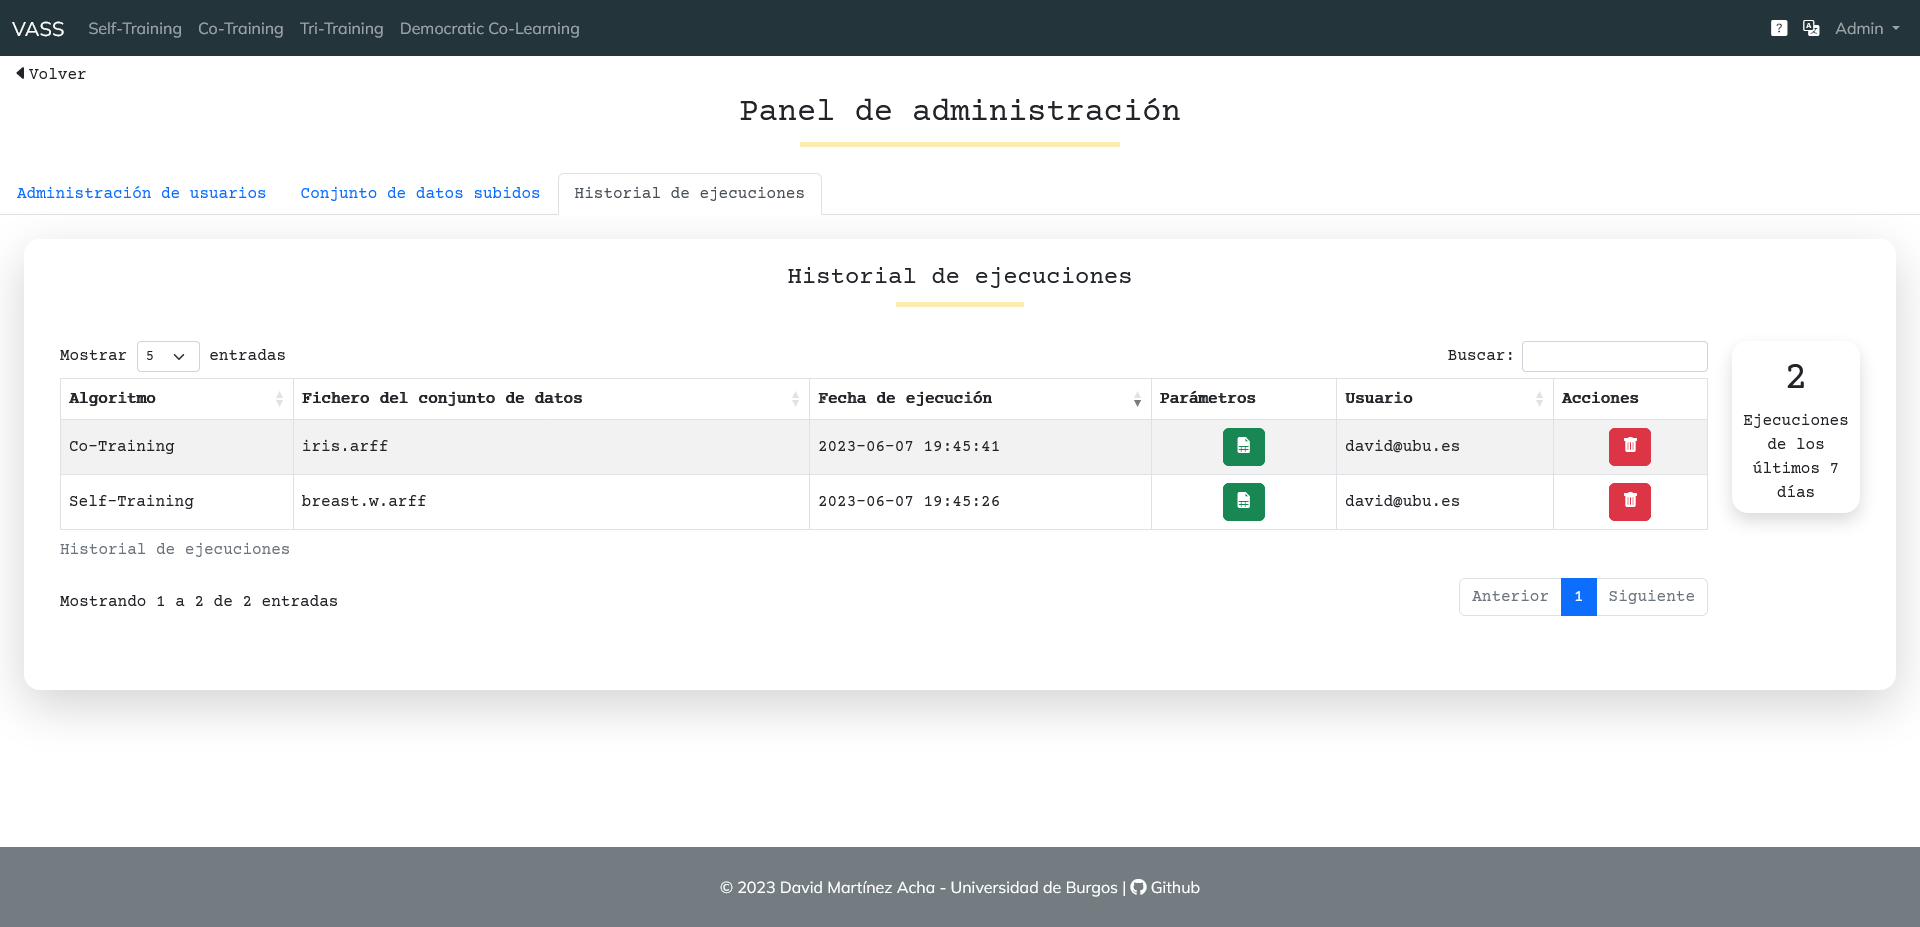 VASS Self-Training Co-Training Tri-Training Democratic Co-Learning Admin
Volver
Panel de administración
Administración de usuarios Conjunto de datos subidos Historial de ejecuciones
Historial de ejecuciones
Mostrar 5 entradas Buscar:
Algoritmo Fichero del conjunto de datos Fecha de ejecución Parámetros Usuario Acciones
Co-Training iris.arff 2023-06-07 19:45:41 david@ubu.es
Self-Training breast.w.arff 2023-06-07 19:45:26 david@ubu.es
2
Ejecuciones
de los
últimos 7
días
Historial de ejecuciones
Mostrando 1 a 2 de 2 entradas Anterior 1 Siguiente
© 2023 David Martínez Acha - Universidad de Burgos | Github